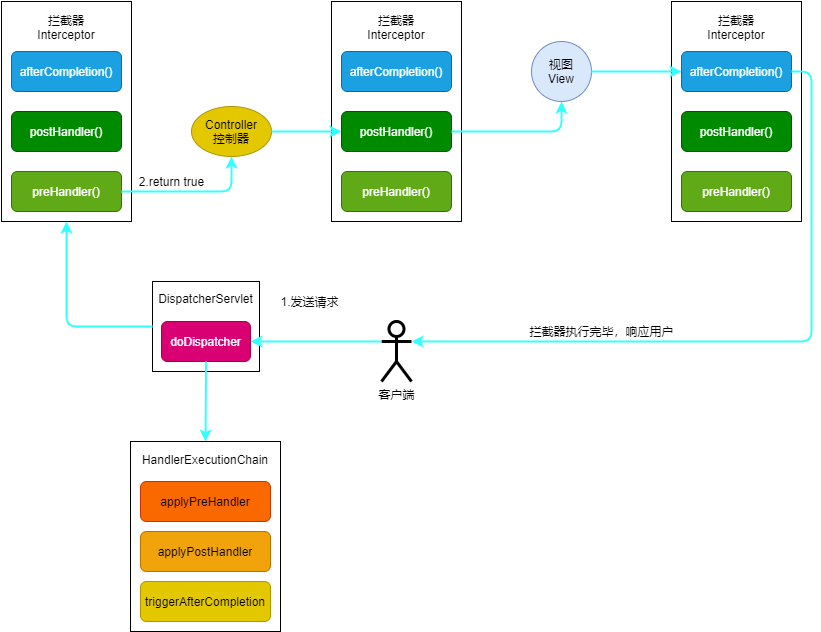 拦截器
Interceptor
afterCompletion()
postHandler()
preHandler()
2.return true
Controller
控制器
拦截器
Interceptor
afterCompletion()
postHandler()
preHandler()
视图
View
拦截器
Interceptor
afterCompletion()
postHandler()
preHandler()
DispatcherServlet
doDispatcher
1.发送请求
客户端
拦截器执行完毕，响应用户
HandlerExecutionChain
applyPreHandler
applyPostHandler
triggerAfterCompletion